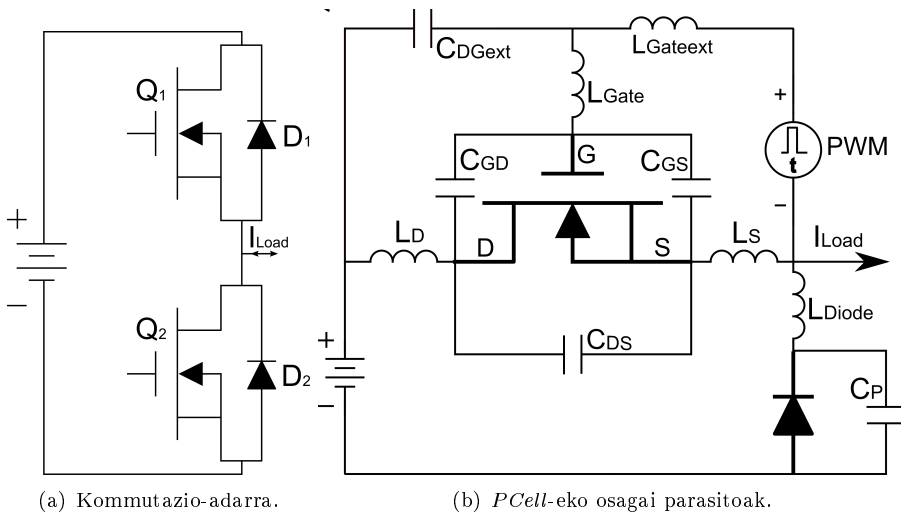 Q1
D1
+
ILoad
−
Q2
D2
(a) Kommutazio-adarra.
CDGext
LGateext
LGate
+
PWM
t
−
CGD
G
CGS
LD
D
S
LS
ILoad
LDiode
CDS
+
−
CP
(b) PCell-eko osagai parasitoak.